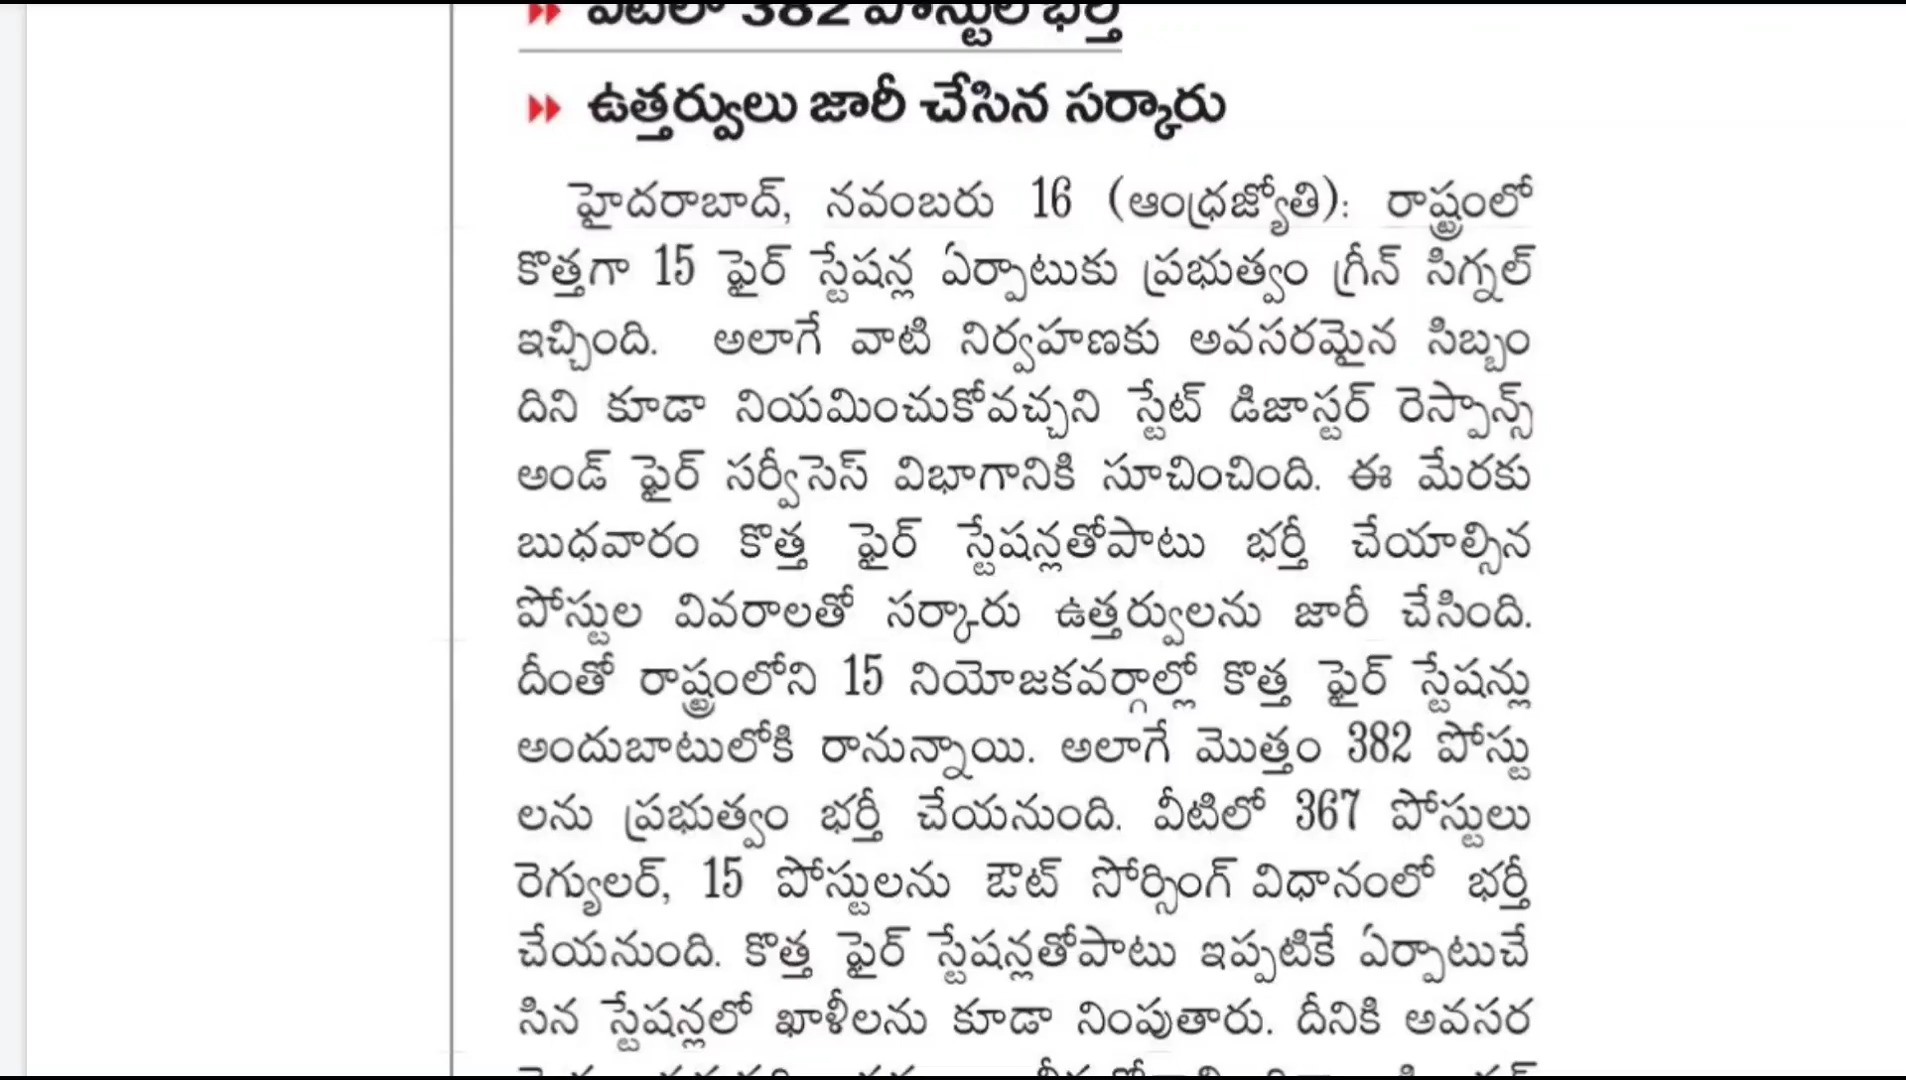 వీటిలో 382 పోస్టుల భర్తీ
ఉత్తర్వులు జారీ చేసిన సర్కారు
హైదరాబాద్, నవంబరు 16 (ఆంధ్రజ్యోతి): రాష్ట్రంలో
కొత్తగా 15 ఫైర్ స్టేషన్ల ఏర్పాటుకు ప్రభుత్వం గ్రీన్ సిగ్నల్
ఇచ్చింది. అలాగే వాటి నిర్వహణకు అవసరమైన సిబ్బం
దిని కూడా నియమించుకోవచ్చని స్టేట్ డిజాస్టర్ రెస్పాన్స్
అండ్ ఫైర్ సర్వీసెస్ విభాగానికి సూచించింది. ఈ మేరకు
బుధవారం కొత్త ఫైర్ స్టేషన్లతోపాటు భర్తీ చేయాల్సిన
పోస్టుల వివరాలతో సర్కారు ఉత్తర్వులను జారీ చేసింది.
దీంతో రాష్ట్రంలోని 15 నియోజకవర్గాల్లో కొత్త ఫైర్ స్టేషన్లు
అందుబాటులోకి రానున్నాయి. అలాగే మొత్తం 382 పోస్టు
లను ప్రభుత్వం భర్తీ చేయనుంది. వీటిలో 367 పోస్టులు
రెగ్యులర్, 15 పోస్టులను ఔట్ సోర్సింగ్ విధానంలో భర్తీ
చేయనుంది. కొత్త ఫైర్ స్టేషన్లతోపాటు ఇప్పటికే ఏర్పాటుచే
సిన స్టేషన్లలో ఖాళీలను కూడా నింపుతారు. దీనికి అవసర